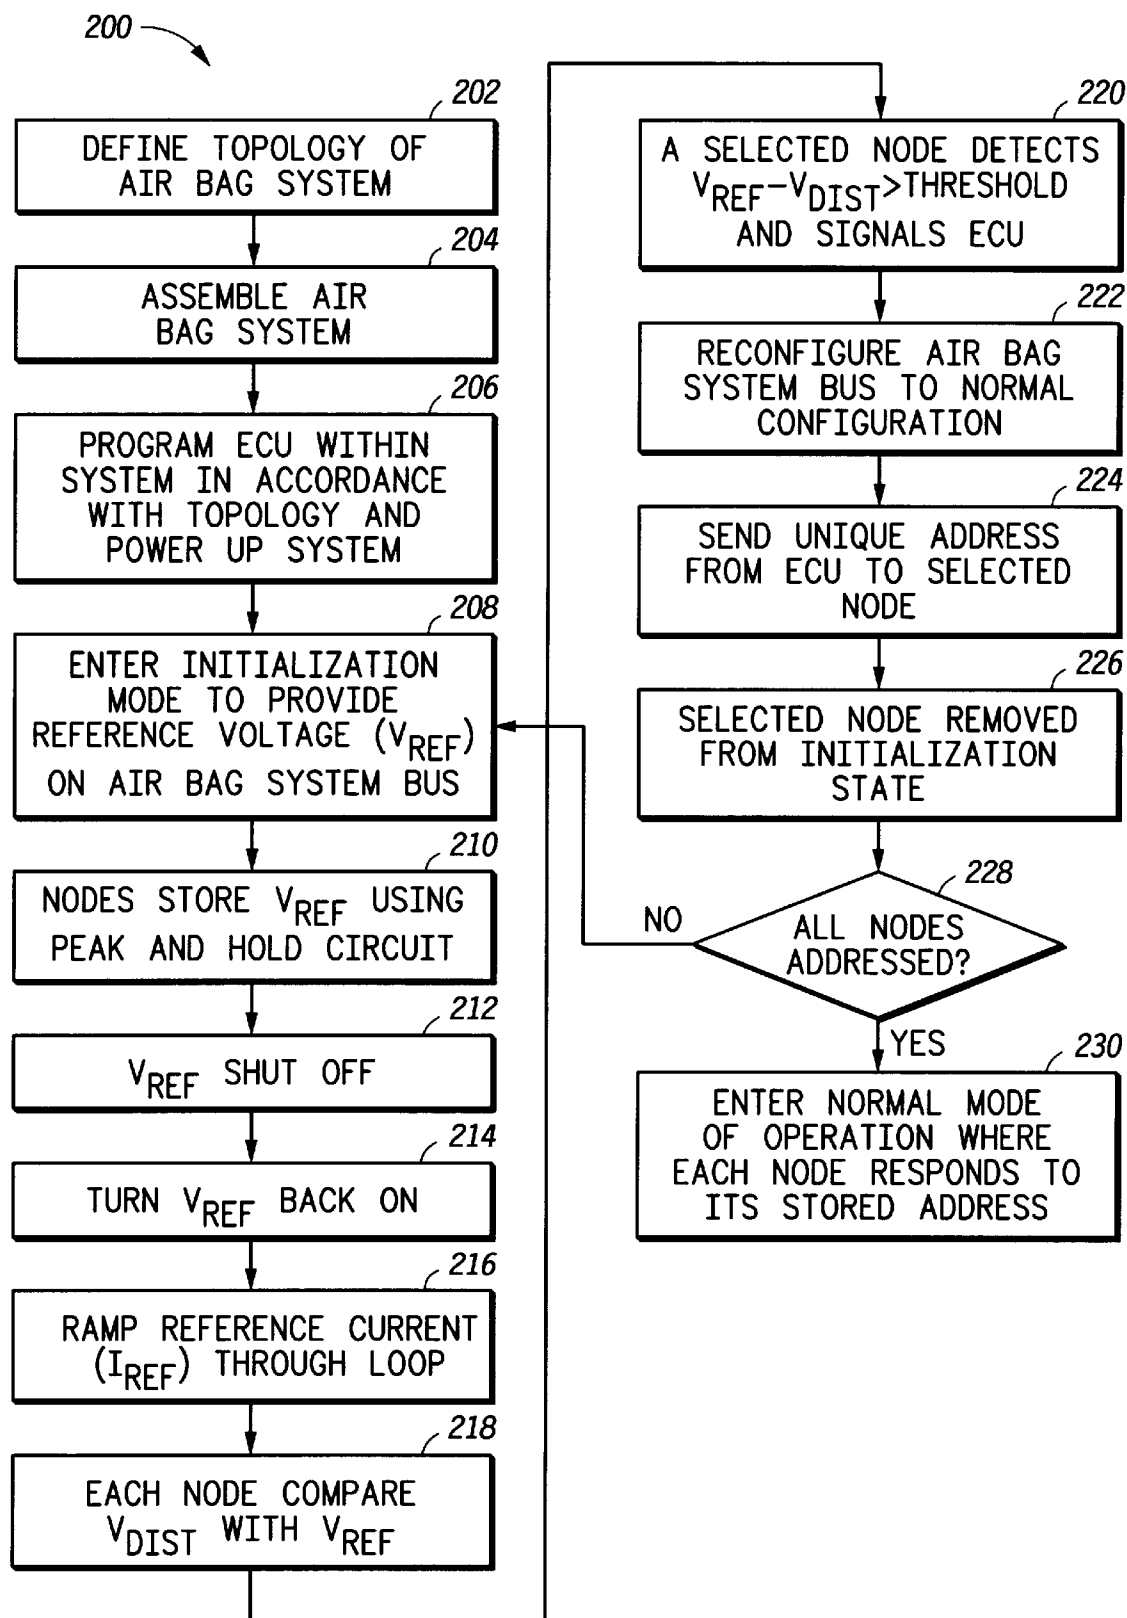 200
202
DEFINE TOPOLOGY OF
AIR BAG SYSTEM
204
ASSEMBLE AIR
BAG SYSTEM
206
PROGRAM ECU WITHIN
SYSTEM IN ACCORDANCE
WITH TOPOLOGY AND
POWER UP SYSTEM
208
ENTER INITIALIZATION
MODE TO PROVIDE
REFERENCE VOLTAGE (VREF)
ON AIR BAG SYSTEM BUS
210
NODES STORE VREF USING
PEAK AND HOLD CIRCUIT
212
VREF SHUT OFF
214
TURN VREF BACK ON
216
RAMP REFERENCE CURRENT
(IREF) THROUGH LOOP
218
EACH NODE COMPARE
VDIST WITH VREF
220
A SELECTED NODE DETECTS
VREF-VDIST>THRESHOLD
AND SIGNALS ECU
222
RECONFIGURE AIR BAG
SYSTEM BUS TO NORMAL
CONFIGURATION
224
SEND UNIQUE ADDRESS
FROM ECU TO SELECTED
NODE
226
SELECTED NODE REMOVED
FROM INITIALIZATION
STATE
228
ALL NODES
ADDRESSED?
NO
YES
230
ENTER NORMAL MODE
OF OPERATION WHERE
EACH NODE RESPONDS TO
ITS STORED ADDRESS